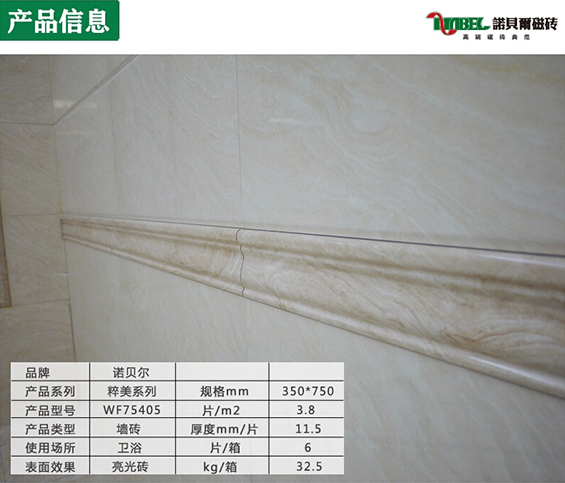 产品信息
NABEL 諾貝爾磁砖
高端磁砖典范
品牌 诺贝尔
产品系列 粹美系列 规格mm 350*750
产品型号 WF75405 片/m2 3.8
产品类型 墙砖 厚度mm/片 11.5
使用场所 卫浴 片/箱 6
表面效果 亮光砖 kg/箱 32.5